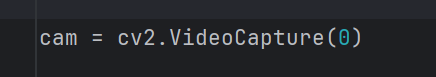 cam = cv2.VideoCapture(0)